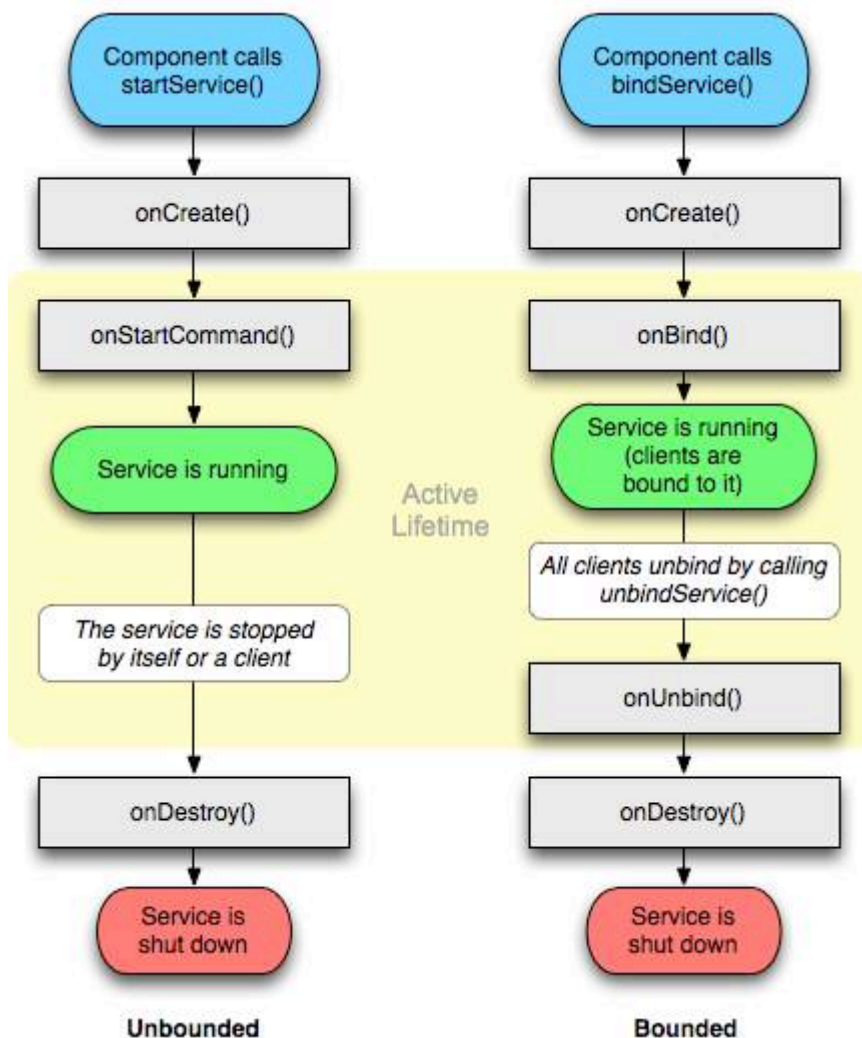 Component calls
startService()
onCreate()
onStartCommand()
Service is running
The service is stopped
by itself or a client
onDestroy()
Service is
shut down
Unbounded
Active
Lifetime
Component calls
bindService()
onCreate()
onBind()
Service is running
(clients are
bound to it)
All clients unbind by calling
unbindService()
onUnbind()
onDestroy()
Service is
shut down
Bounded